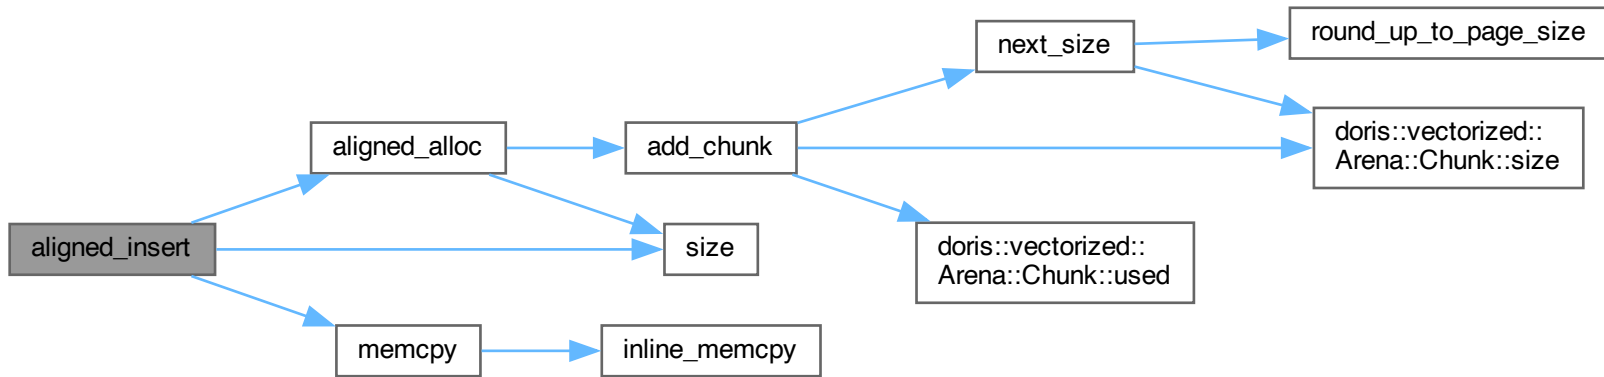 aligned_insert
aligned_alloc
add_chunk
next_size
round_up_to_page_size
doris::vectorized::
Arena::Chunk::size
size
doris::vectorized::
Arena::Chunk::used
memcpy
inline_memcpy